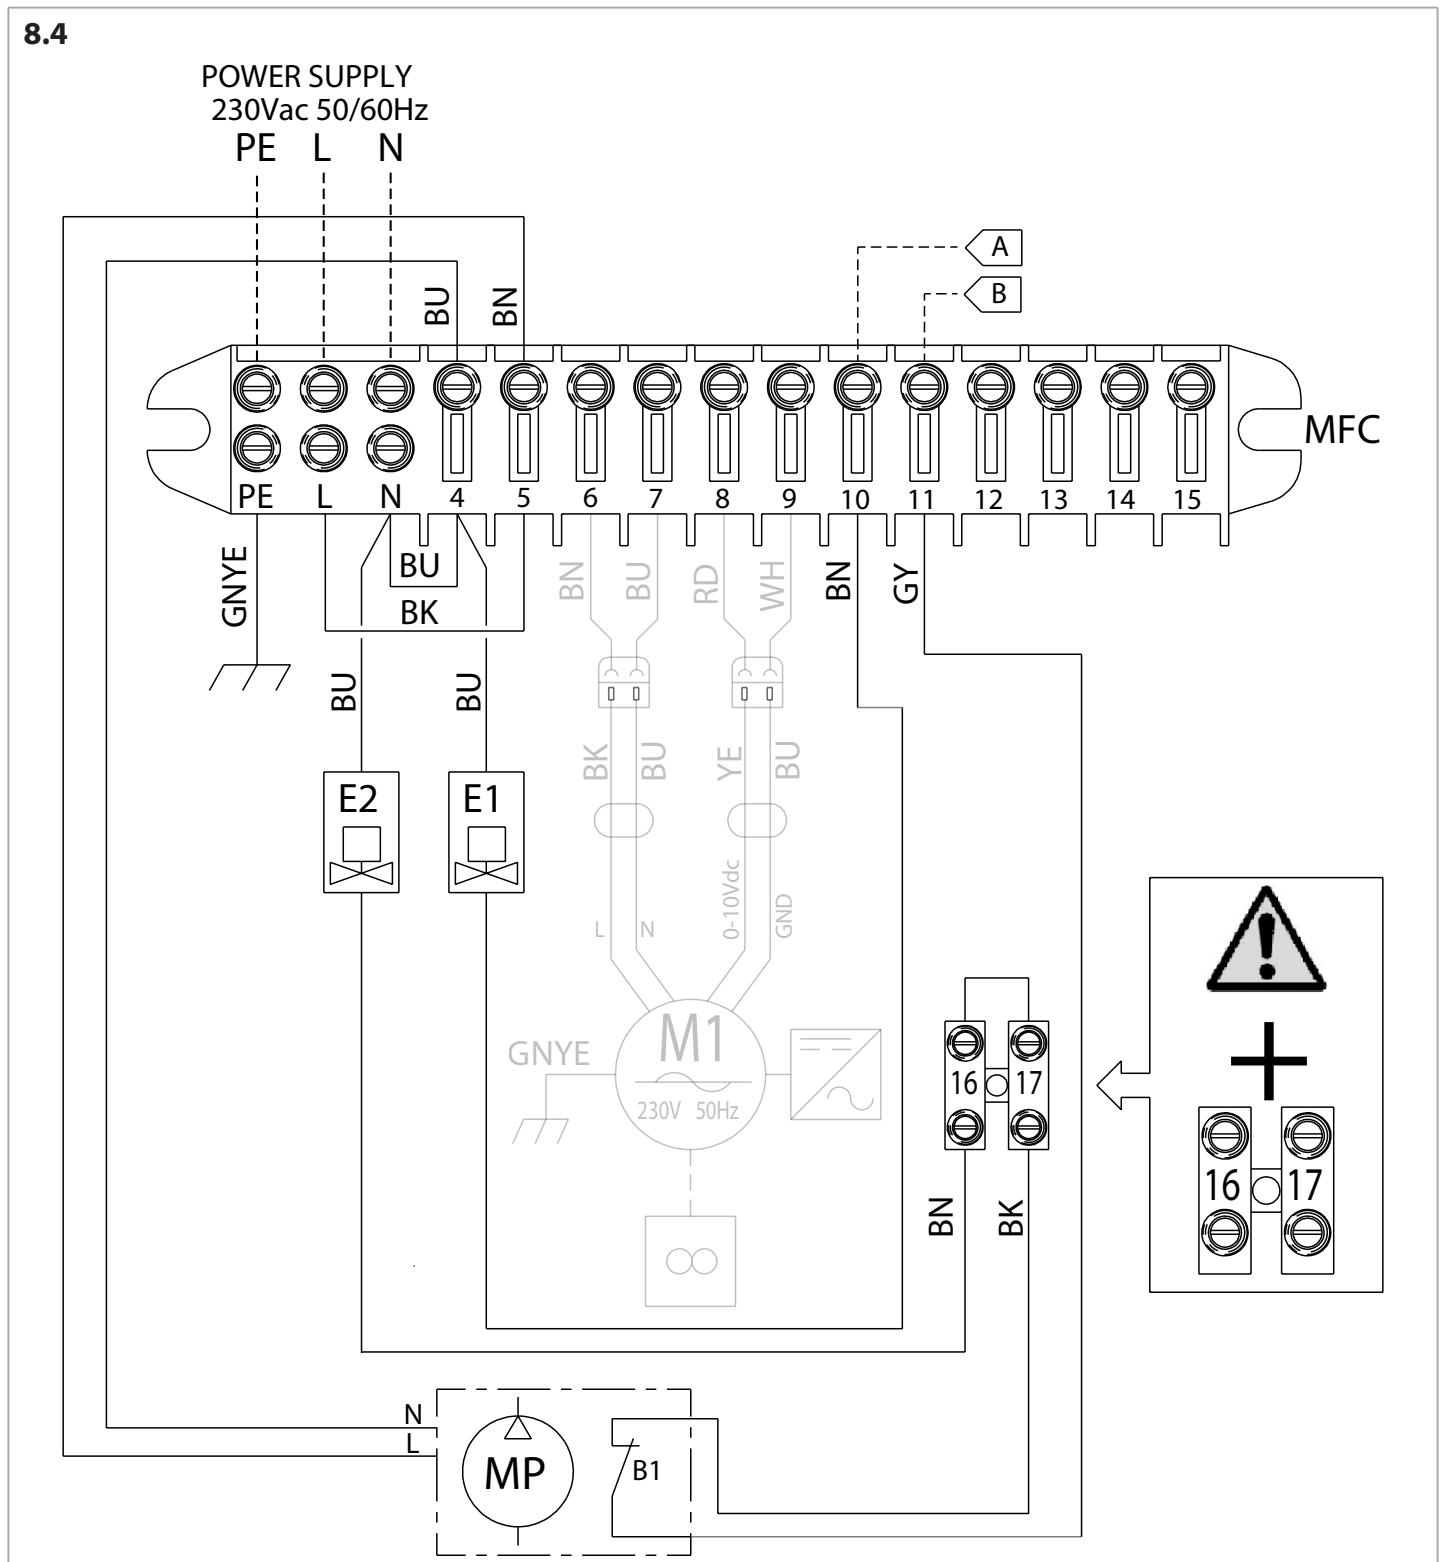 8.4
POWER SUPPLY
230Vac 50/60Hz
PE L N
A
B
BU BN
MFC
PE L N 4 5 6 7 8 9 10 11 12 13 14 15
GNYE BU BN BU RD WH BN GY
BK
BU BU
BK BU YE BU
E2 E1
0-10Vdc GND
L N
M1
GNYE
230V 50Hz
16 17
16 17
BN BK
N
L
MP B1